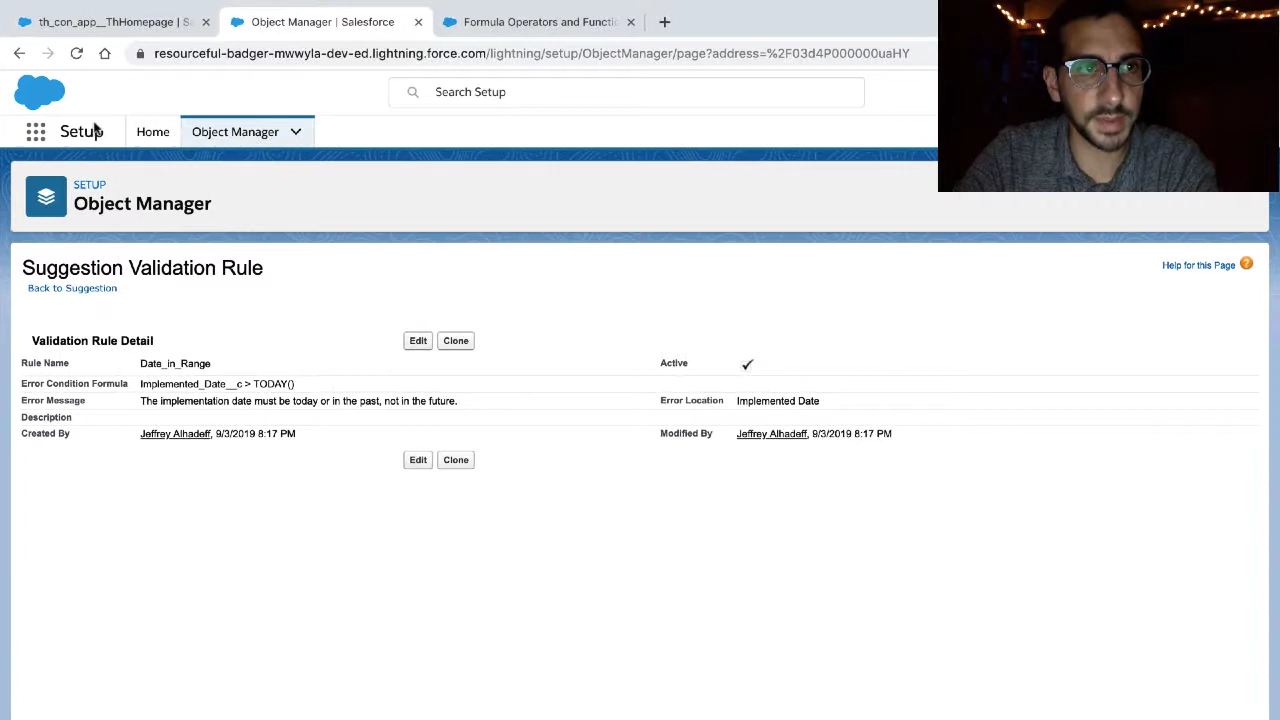 th_con_app__ThHomepage | Sa
Object Manager | Salesforce
Formula Operators and Functio
resourceful-badger-mwwyla-dev-ed.lightning.force.com/lightning/setup/ObjectManager/page?address=%2F03d4P000000uaHY
Search Setup
Setup
Home
Object Manager
SETUP
Object Manager
Suggestion Validation Rule
Help for this Page ?
Back to Suggestion
Validation Rule Detail
Edit Clone
Rule Name Date_in_Range Active
Error Condition Formula Implemented_Date__c > TODAY()
Error Message The implementation date must be today or in the past, not in the future. Error Location Implemented Date
Description
Created By Jeffrey Alhadeff, 9/3/2019 8:17 PM Modified By Jeffrey Alhadeff, 9/3/2019 8:17 PM
Edit Clone